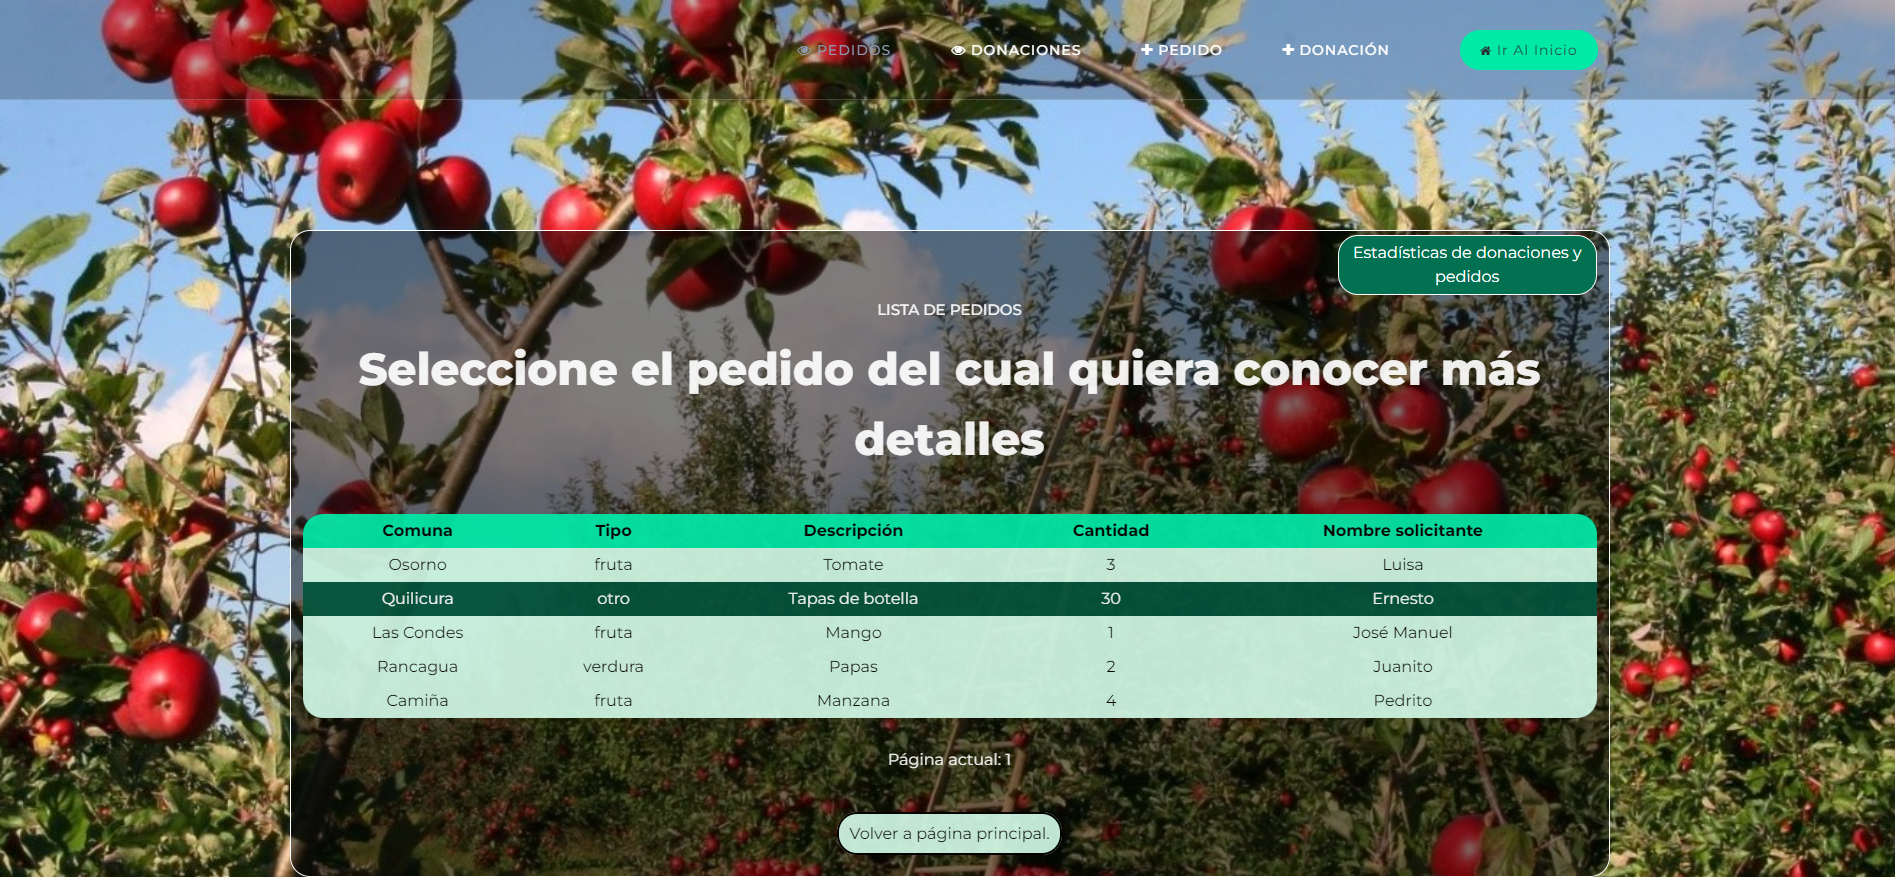 PEDIDOS DONACIONES PEDIDO DONACIÓN Ir Al Inicio
Estadísticas de donaciones y
pedidos
LISTA DE PEDIDOS
Seleccione el pedido del cual quiera conocer más
detalles
Comuna Tipo Descripción Cantidad Nombre solicitante
Osorno fruta Tomate 3 Luisa
Quilicura otro Tapas de botella 30 Ernesto
Las Condes fruta Mango 1 José Manuel
Rancagua verdura Papas 2 Juanito
Camiña fruta Manzana 4 Pedrito
Página actual: 1
Volver a página principal.